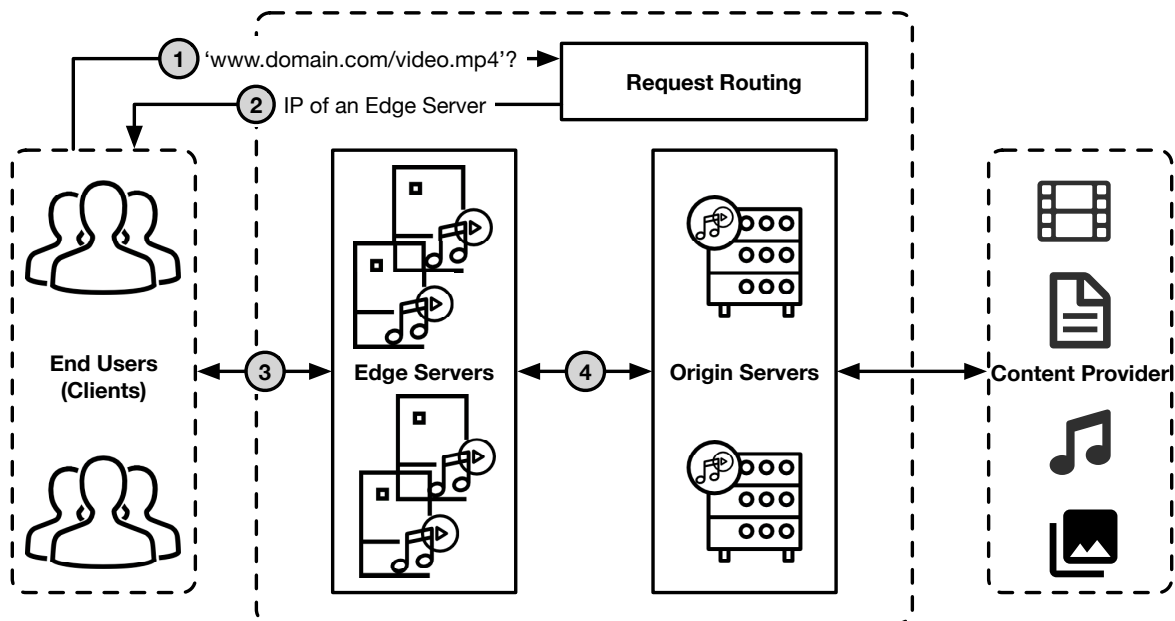 1 ‘www.domain.com/video.mp4’?
Request Routing
2 IP of an Edge Server
End Users
(Clients)
3
Edge Servers
4
Origin Servers
Content Provider